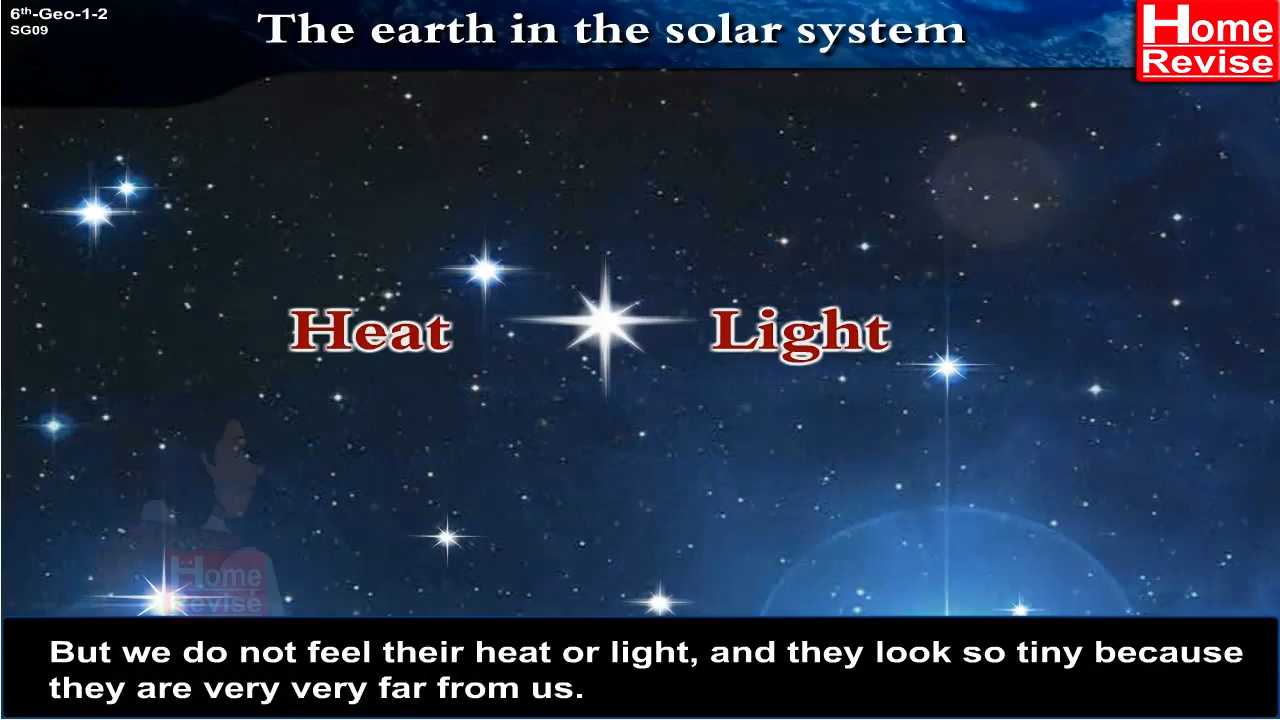 6th-Geo-1-2
SG09
The earth in the solar system
Home
Revise
Heat
Light
Home
Revise
But we do not feel their heat or light, and they look so tiny because
they are very very far from us.